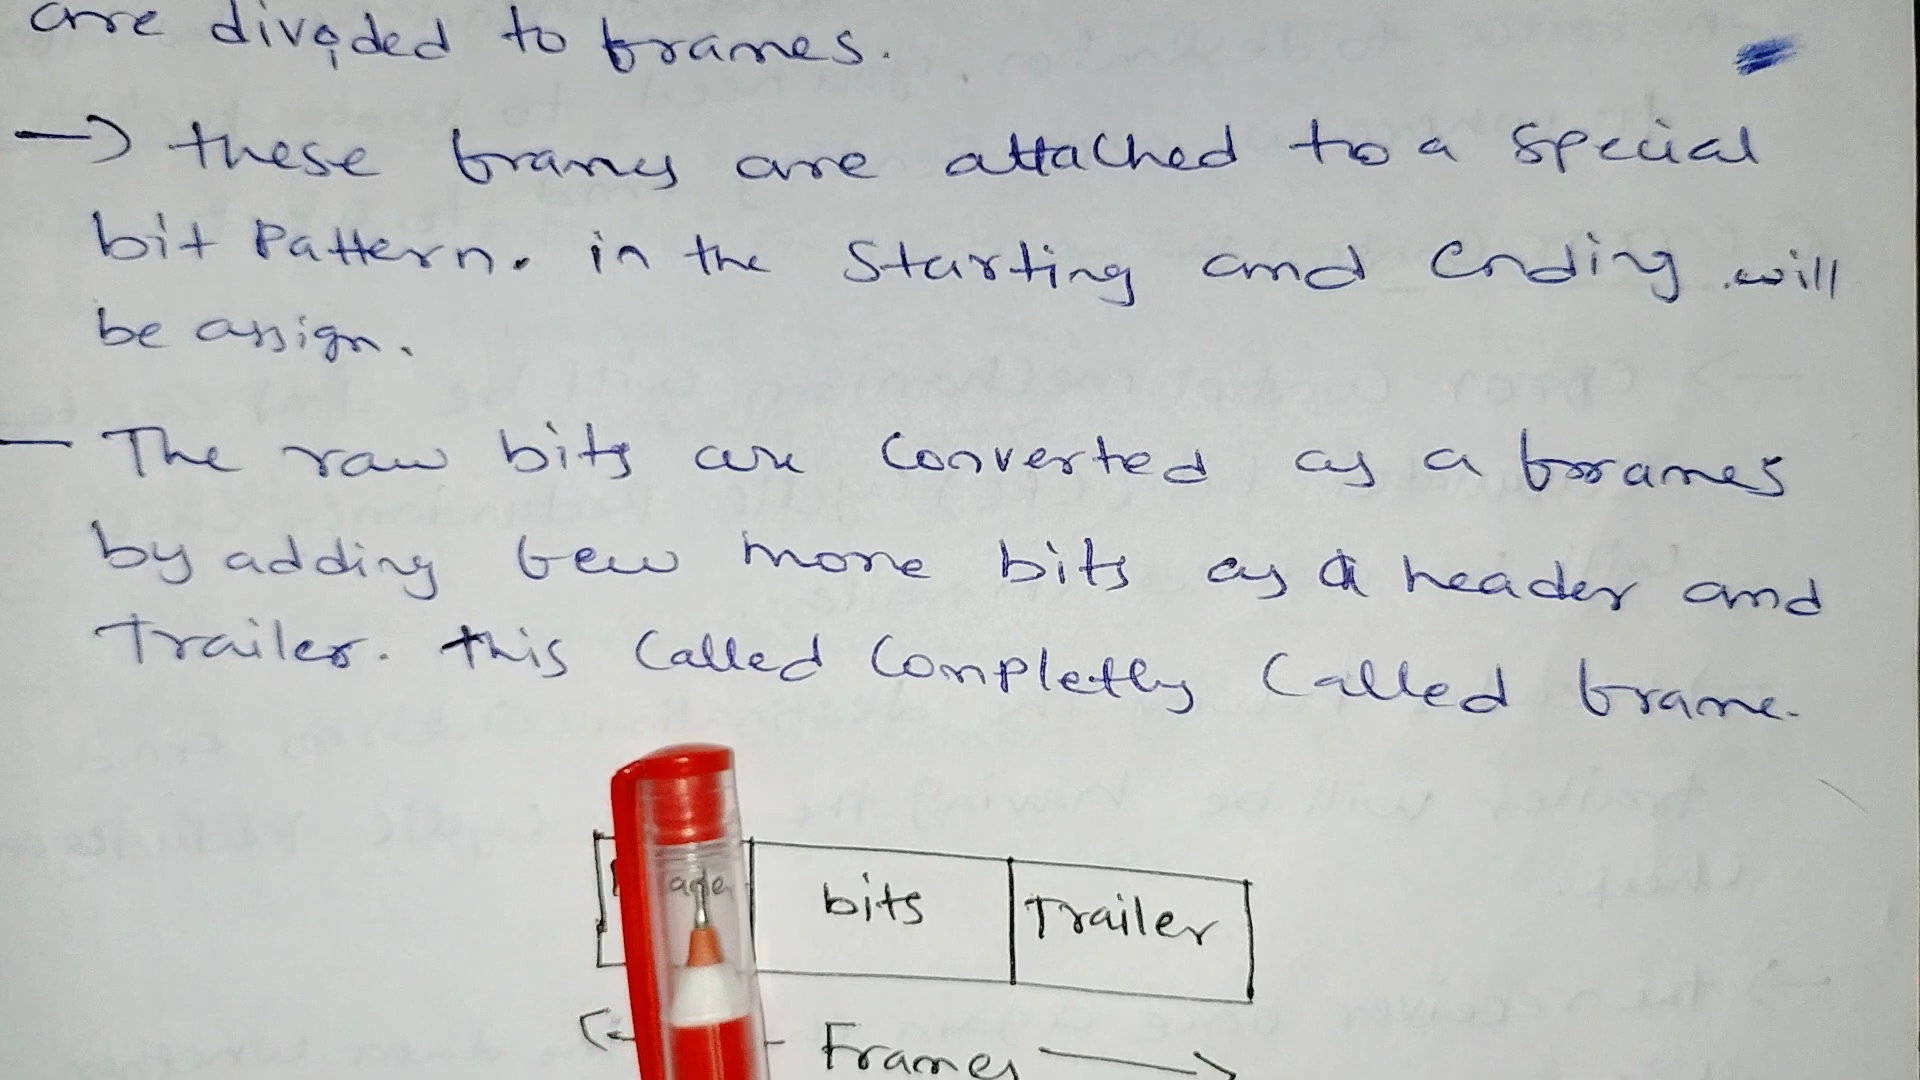 are divided to frames.
→ these frames are attached to a special
bit Pattern. in the Starting and Ending will
be assign.
— The raw bits are Converted as a frames
by adding few more bits as a header and
Trailer. this Called Completly Called frame.
bits Trailer
Frames